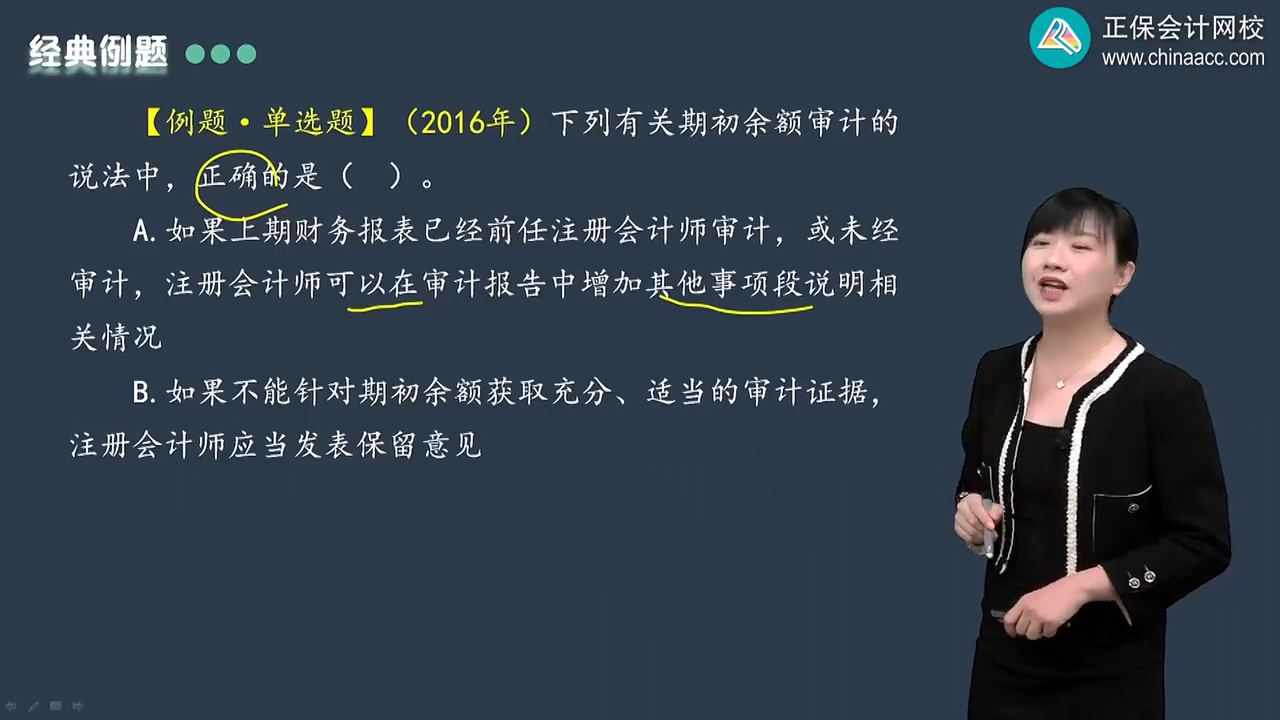 经典例题
正保会计网校
www.chinaacc.com
【例题·单选题】（2016年）下列有关期初余额审计的
说法中，正确的是（ ）。
A.如果上期财务报表已经前任注册会计师审计，或未经
审计，注册会计师可以在审计报告中增加其他事项段说明相
关情况
B.如果不能针对期初余额获取充分、适当的审计证据，
注册会计师应当发表保留意见